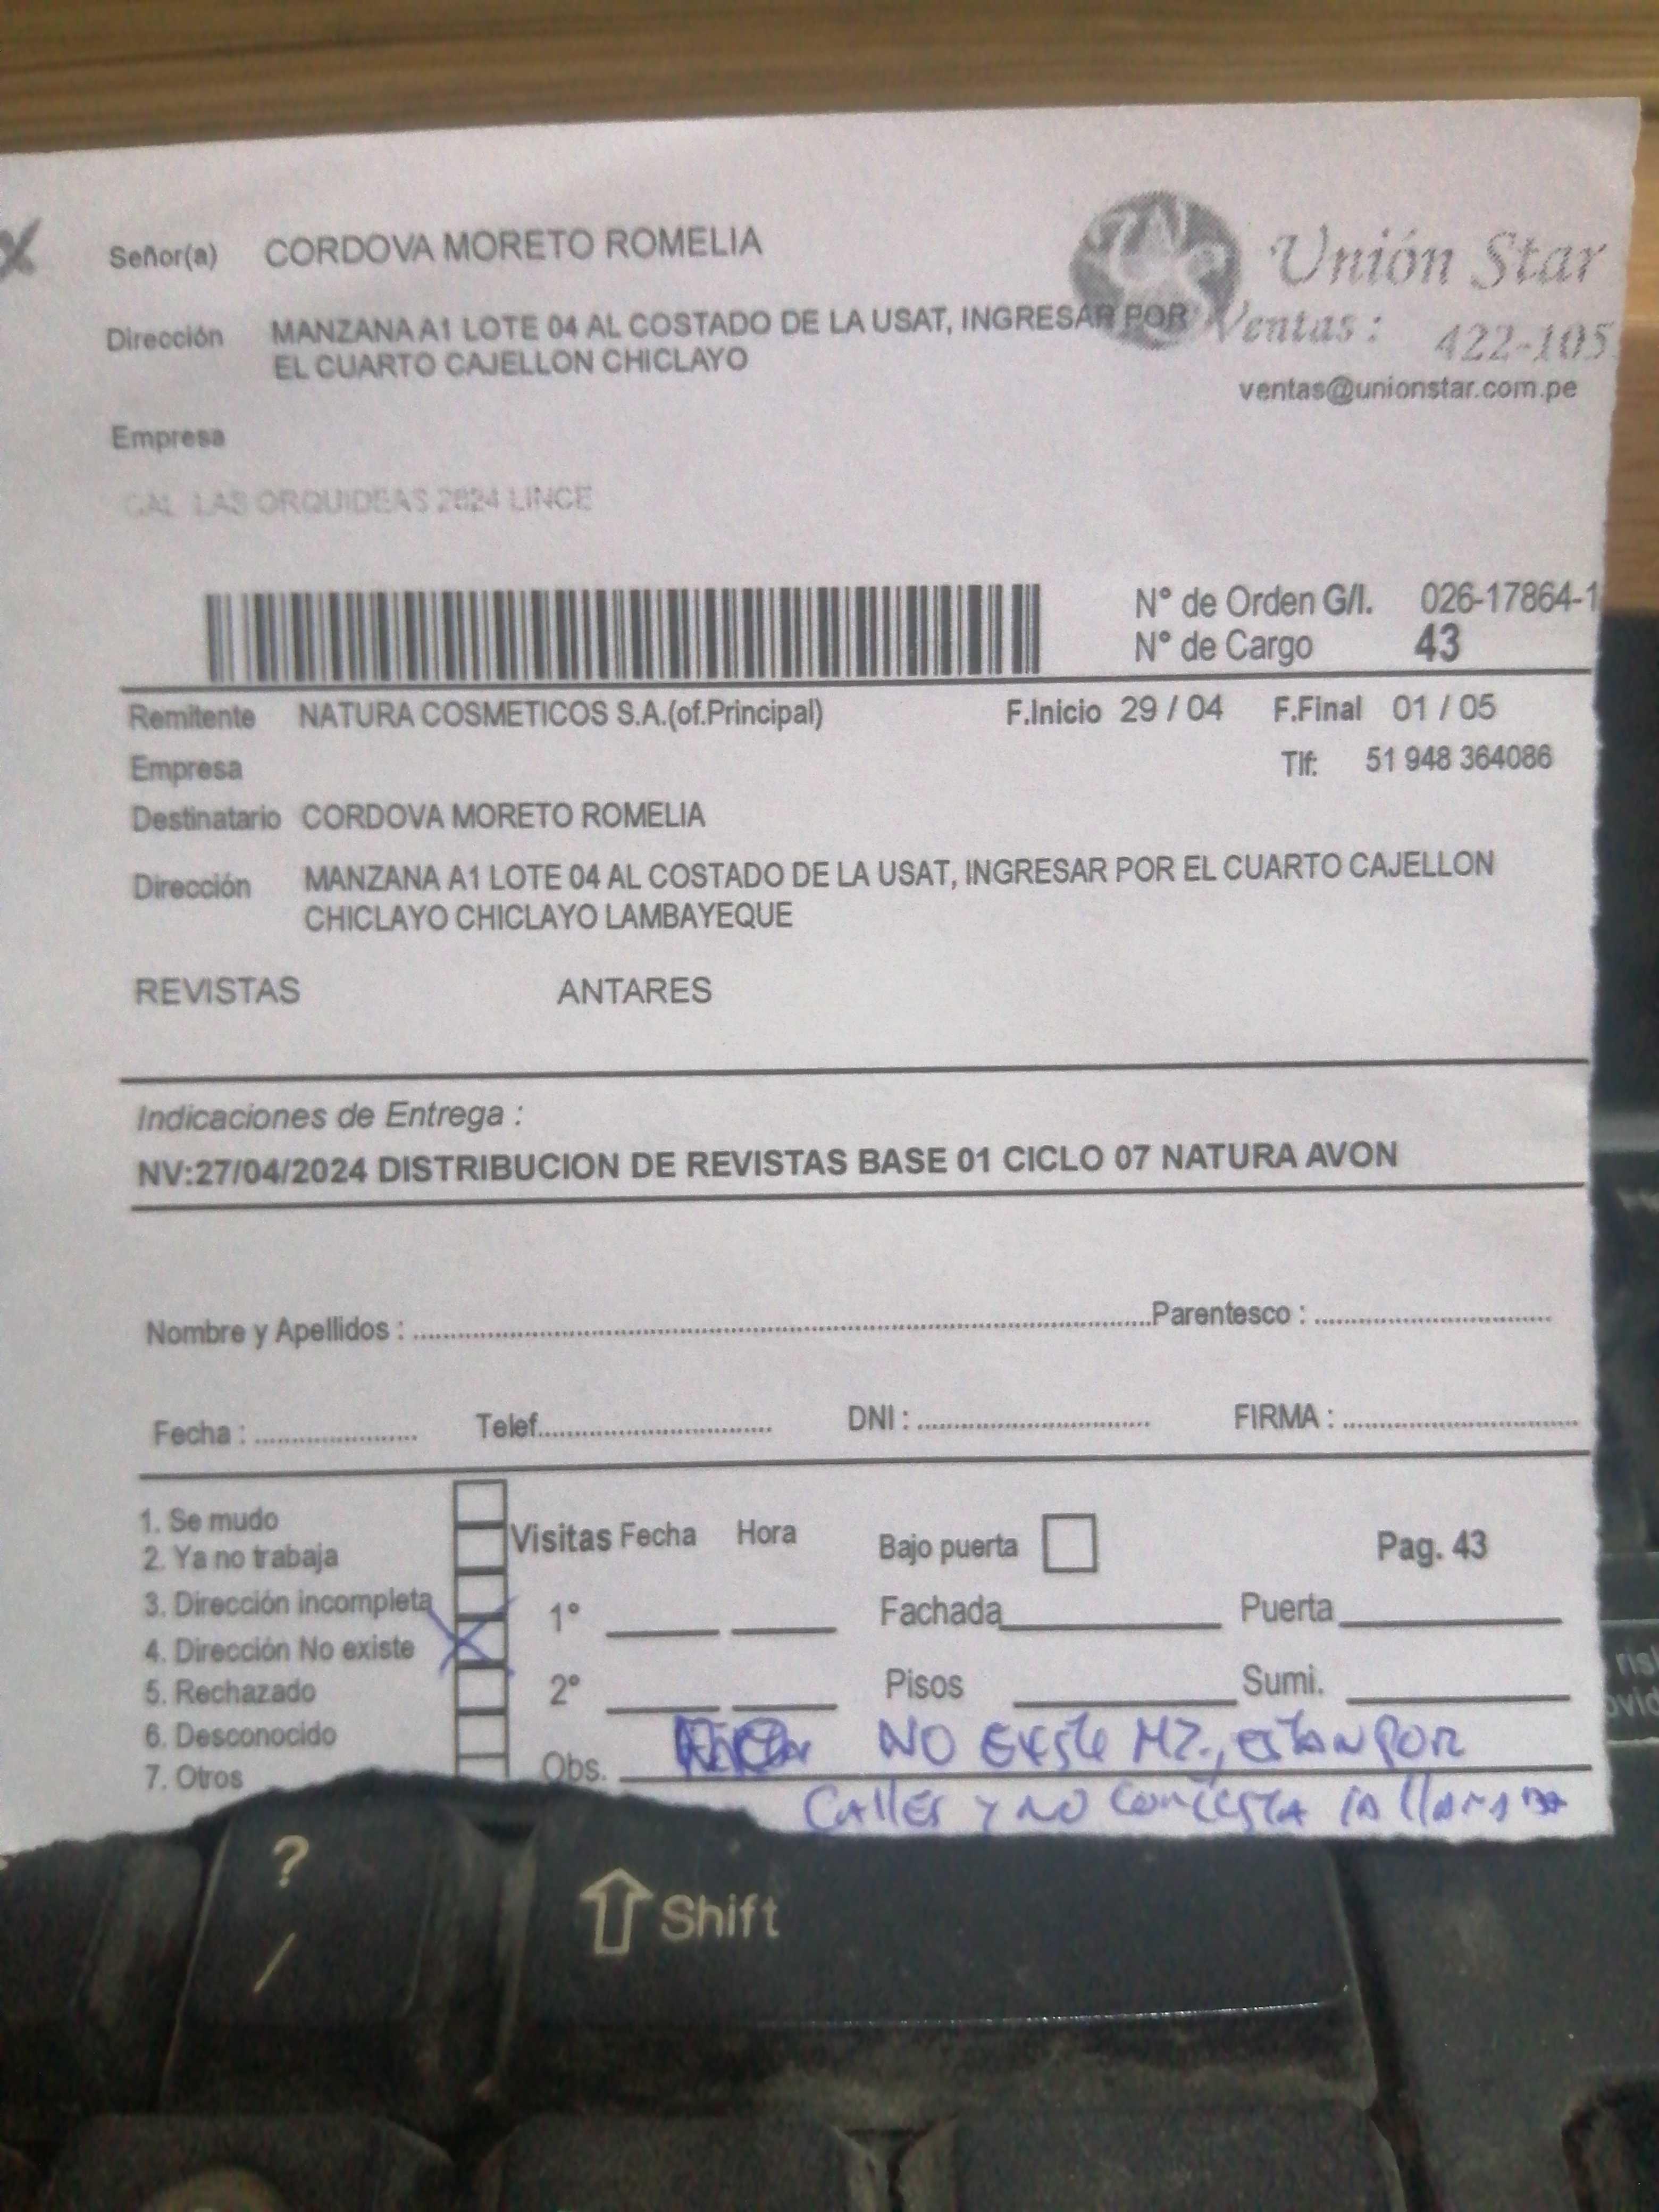 Señor(a) CORDOVA MORETO ROMELIA
Unión Star
Dirección MANZANA A1 LOTE 04 AL COSTADO DE LA USAT, INGRESAR POR
EL CUARTO CAJELLON CHICLAYO
Ventas: 422-105
ventas@unionstar.com.pe
Empresa
CAL LAS ORQUIDEAS 2624 LINCE
N° de Orden G/I. 026-17864-1
N° de Cargo 43
Remitente NATURA COSMETICOS S.A.(of.Principal) F.Inicio 29 / 04 F.Final 01 / 05
Empresa Tlf: 51 948 364086
Destinatario CORDOVA MORETO ROMELIA
Dirección MANZANA A1 LOTE 04 AL COSTADO DE LA USAT, INGRESAR POR EL CUARTO CAJELLON
CHICLAYO CHICLAYO LAMBAYEQUE
REVISTAS ANTARES
Indicaciones de Entrega :
NV:27/04/2024 DISTRIBUCION DE REVISTAS BASE 01 CICLO 07 NATURA AVON
Nombre y Apellidos : Parentesco :
Fecha : Telef. DNI : FIRMA :
1. Se mudo
2. Ya no trabaja
3. Dirección incompleta
4. Dirección No existe
5. Rechazado
6. Desconocido
7. Otros
Visitas Fecha Hora Bajo puerta Pag. 43
1° Fachada Puerta
2° Pisos Sumi.
Obs. NO EXiste MZ., estan POR
Calles y no contesta la llamada
?
/
Shift